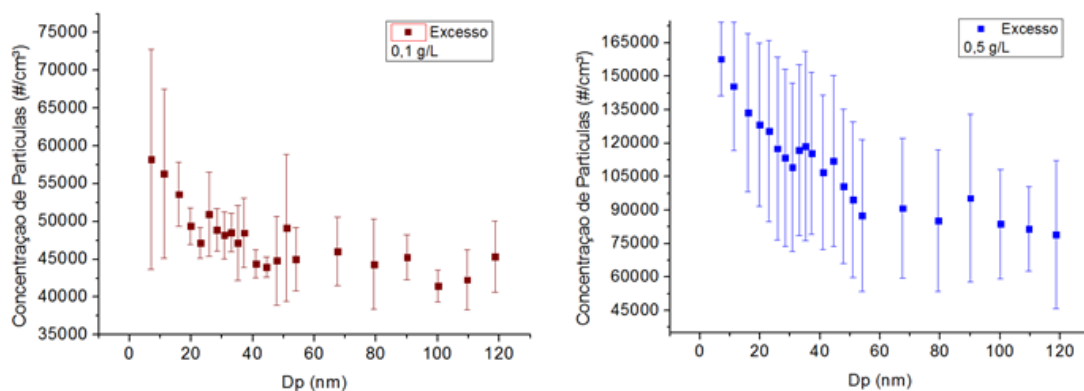 75000
70000
65000
60000
55000
50000
45000
40000
35000
Concentraçao de Particulas (#/cm³)
Excesso
0,1 g/L
0 20 40 60 80 100 120
Dp (nm)
165000
150000
135000
120000
105000
90000
75000
60000
45000
Concentraçao de Particulas (#/cm³)
Excesso
0,5 g/L
0 20 40 60 80 100 120
Dp (nm)